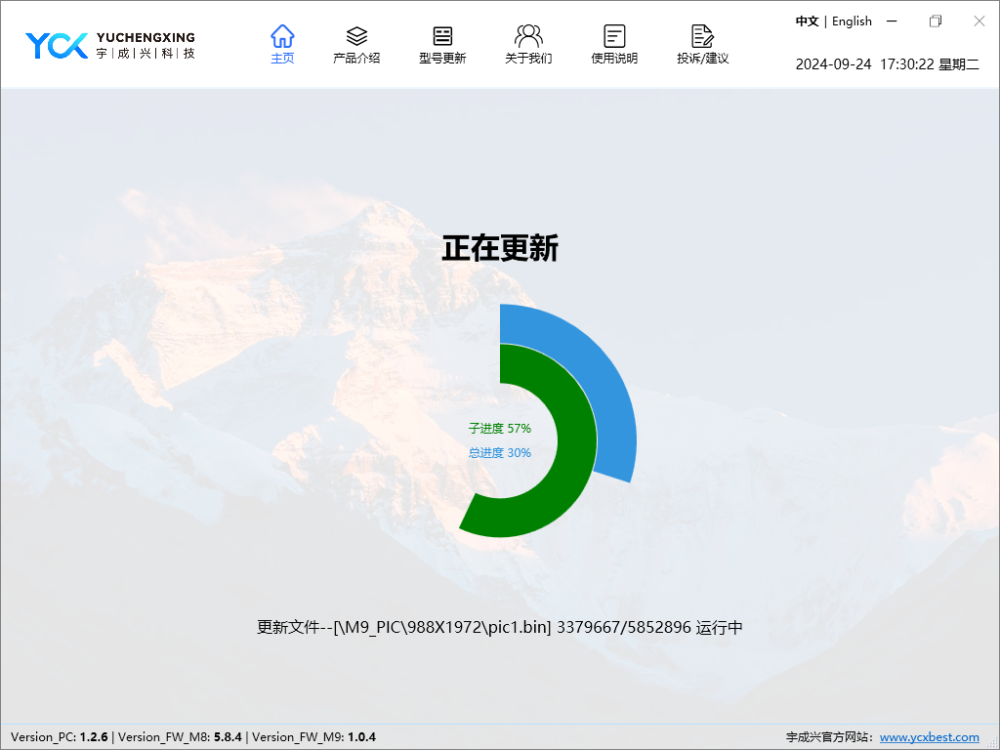 YCX YUCHENGXING
宇成兴科技
主页
产品介绍
型号更新
关于我们
使用说明
投诉/建议
中文 | English
2024-09-24 17:30:22 星期二
正在更新
子进度 57%
总进度 30%
更新文件--[\M9_PIC\988X1972\pic1.bin] 3379667/5852896 运行中
Version_PC: 1.2.6 | Version_FW_M8: 5.8.4 | Version_FW_M9: 1.0.4
宇成兴官方网站: www.ycxbest.com